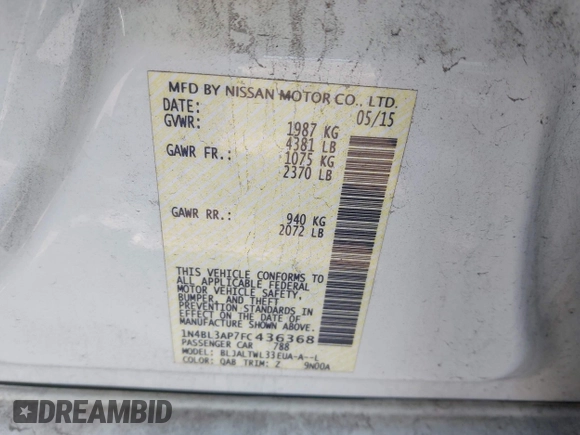 MFD BY NISSAN MOTOR CO., LTD.
DATE: 05/15
GVWR: 1987 KG
4381 LB
GAWR FR.: 1075 KG
2370 LB
GAWR RR.: 940 KG
2072 LB
THIS VEHICLE CONFORMS TO
ALL APPLICABLE FEDERAL
MOTOR VEHICLE SAFETY,
BUMPER, AND THEFT
PREVENTION STANDARDS
IN EFFECT ON THE DATE OF
MANUFACTURE SHOWN ABOVE.
1N4BL3AP7FC436368
PASSENGER CAR 788
MODEL: BLJALTWL33EUA-A--L
COLOR: QAB TRIM: Z 9N00A
DREAMBID